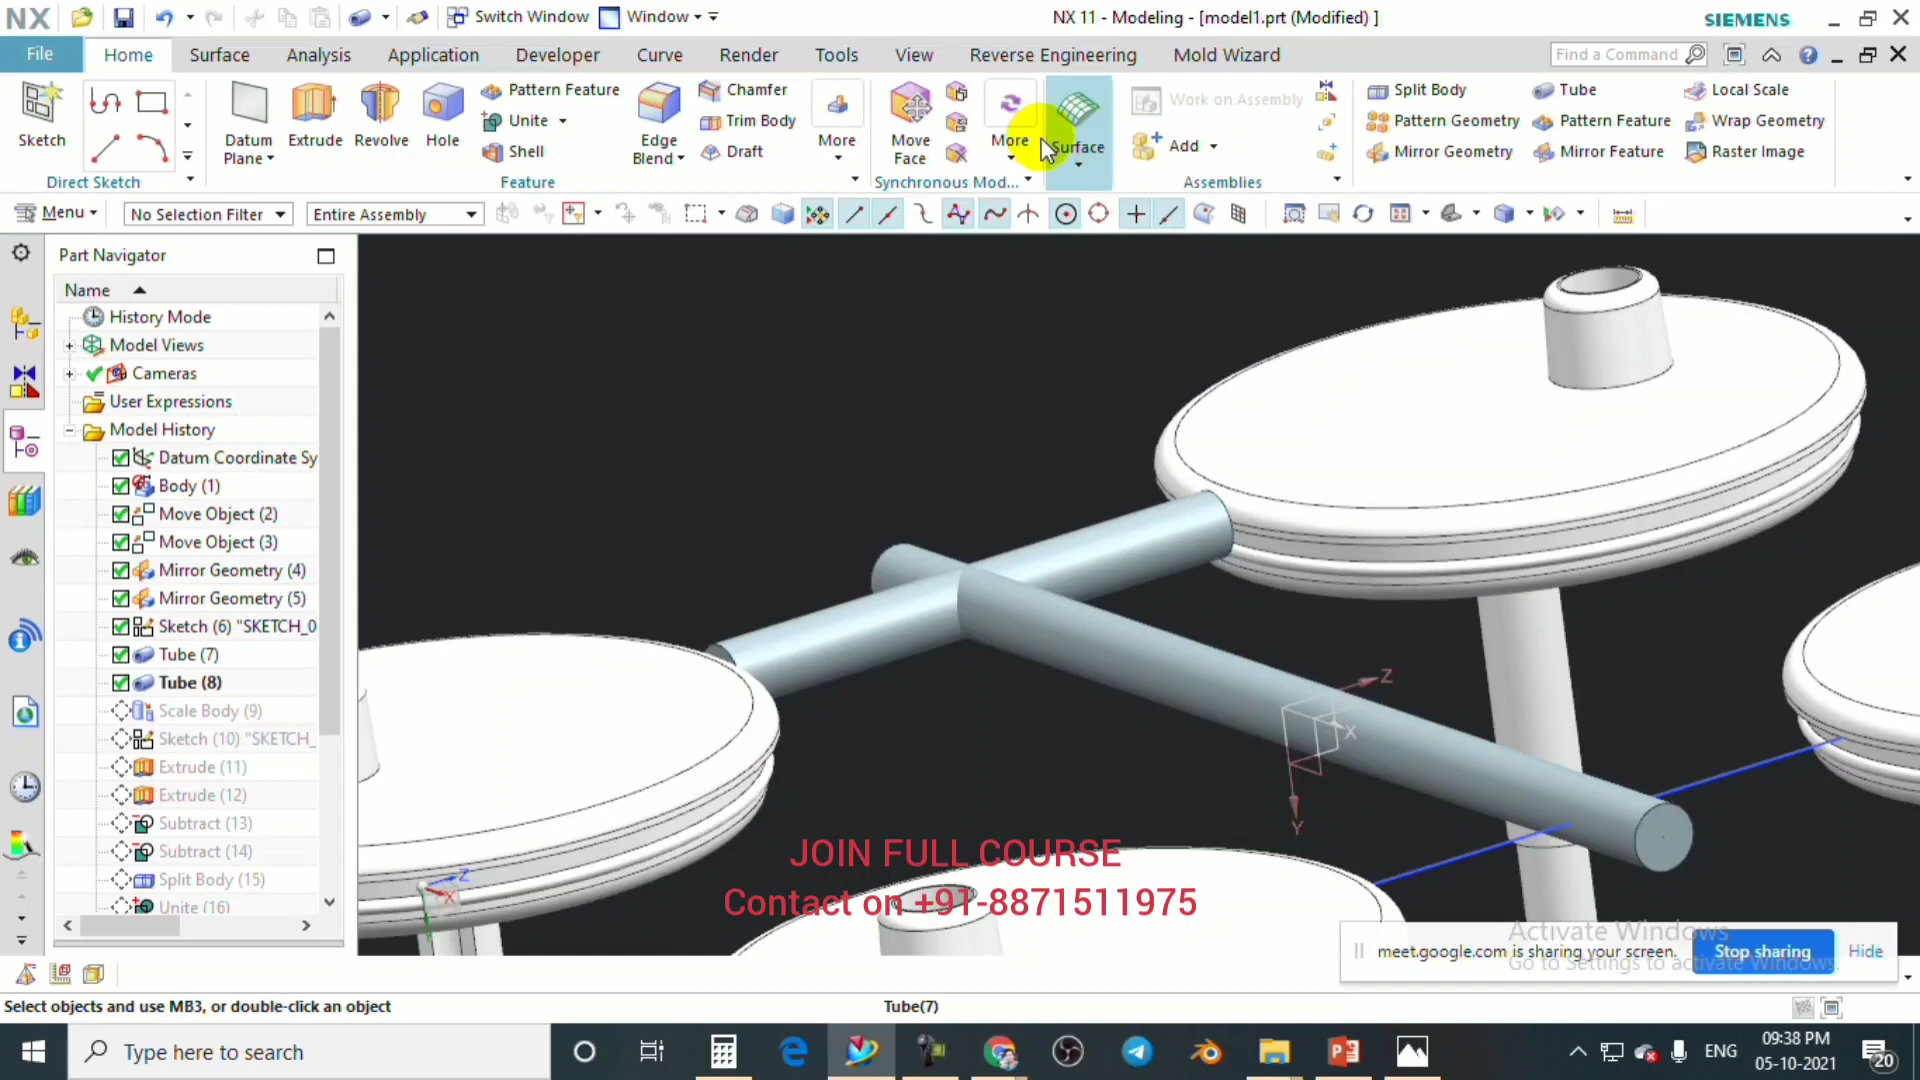 NX
Switch Window
Window
NX 11 - Modeling - [model1.prt (Modified) ]
SIEMENS
File
Home
Surface
Analysis
Application
Developer
Curve
Render
Tools
View
Reverse Engineering
Mold Wizard
Find a Command
Sketch
Direct Sketch
Datum
Plane
Extrude
Revolve
Hole
Pattern Feature
Unite
Shell
Edge
Blend
Chamfer
Trim Body
Draft
More
Feature
Move
Face
More
Synchronous Mod...
Surface
Work on Assembly
Add
Assemblies
Split Body
Pattern Geometry
Mirror Geometry
Tube
Pattern Feature
Mirror Feature
Local Scale
Wrap Geometry
Raster Image
Menu
No Selection Filter
Entire Assembly
Part Navigator
Name
History Mode
Model Views
Cameras
User Expressions
Model History
Datum Coordinate Sy
Body (1)
Move Object (2)
Move Object (3)
Mirror Geometry (4)
Mirror Geometry (5)
Sketch (6) "SKETCH_0
Tube (7)
Tube (8)
Scale Body (9)
Sketch (10) "SKETCH_
Extrude (11)
Extrude (12)
Subtract (13)
Subtract (14)
Split Body (15)
Unite (16)
Z
X
Y
Z
X
JOIN FULL COURSE
Contact on +91-8871511975
Activate Windows
Go to Settings to activate Windows.
meet.google.com is sharing your screen.
Stop sharing
Hide
Select objects and use MB3, or double-click an object
Tube(7)
Type here to search
ENG
09:38 PM
05-10-2021
20